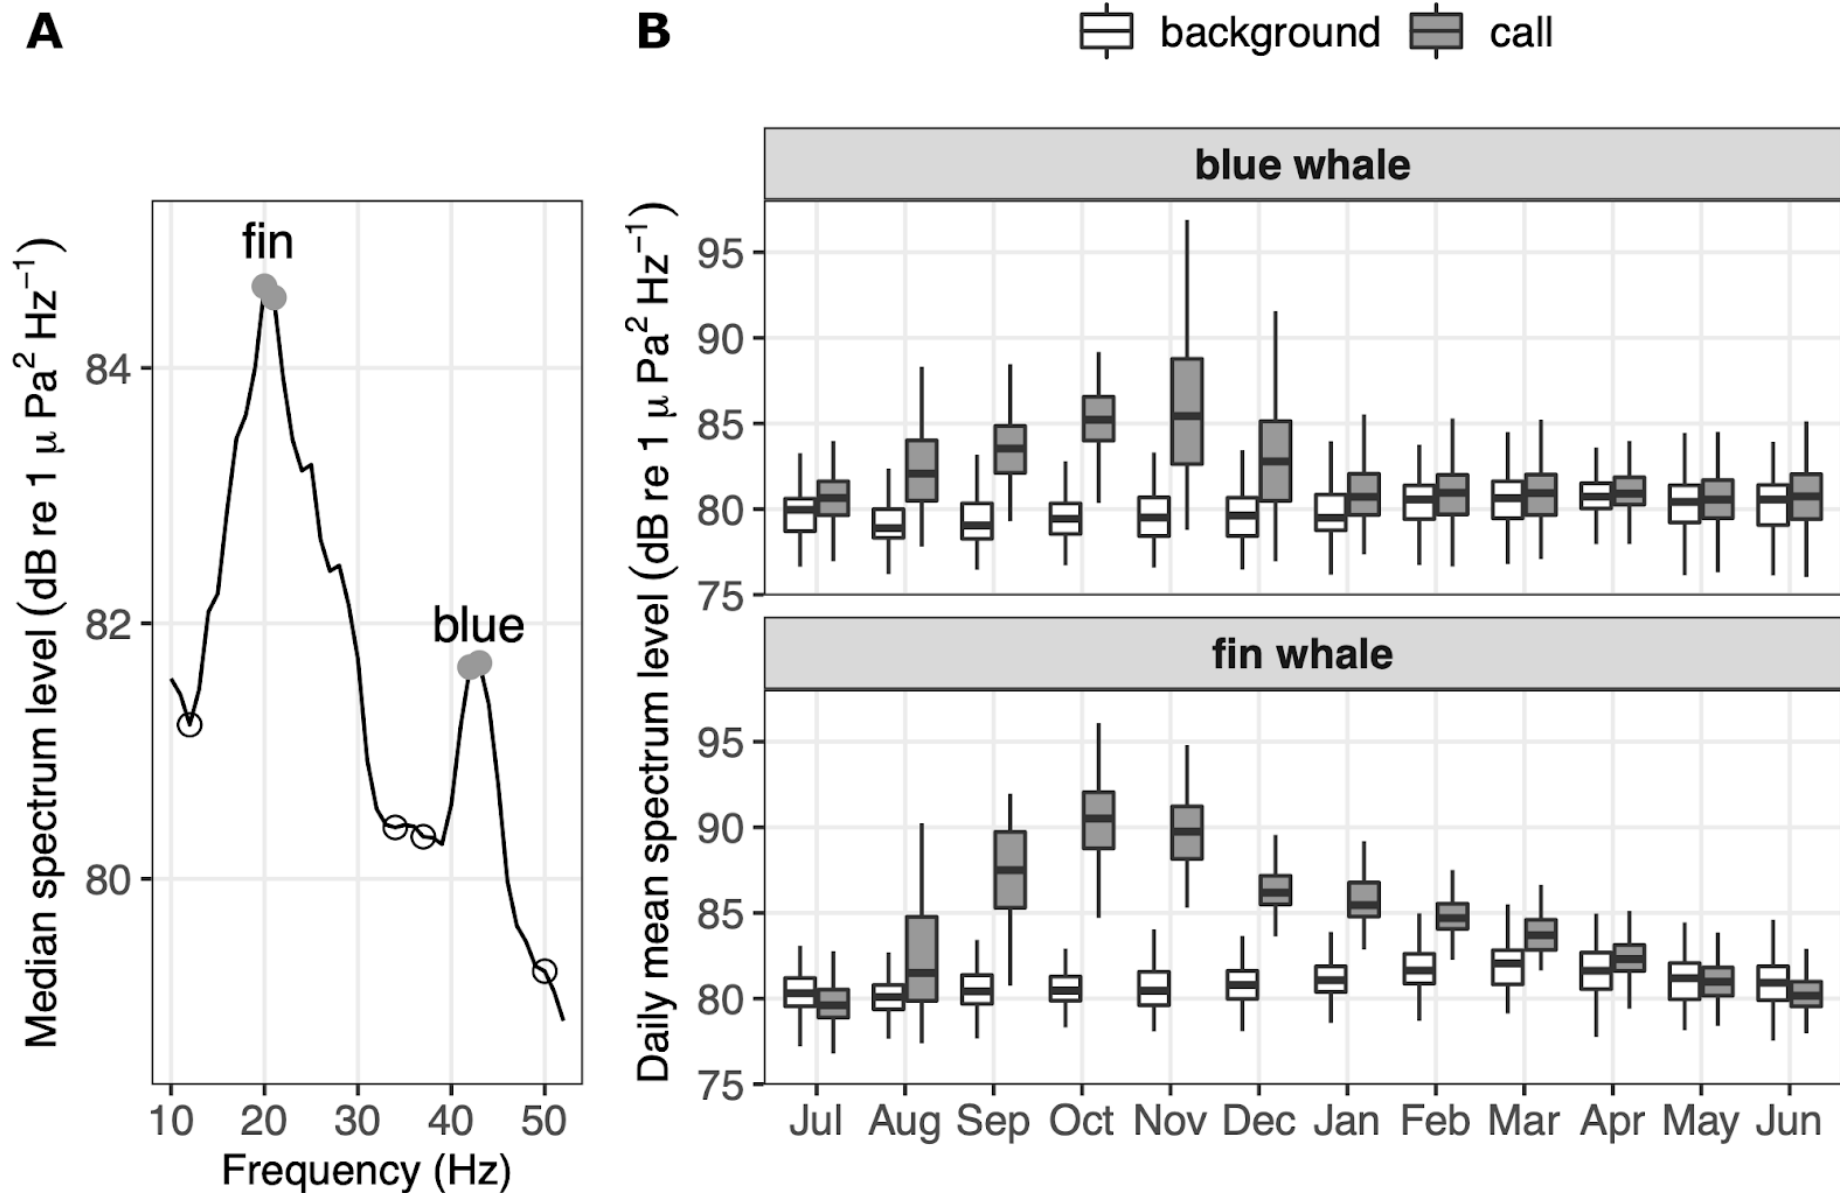 A
B
background
call
Median spectrum level (dB re 1 μ Pa² Hz⁻¹)
84
82
80
fin
blue
10 20 30 40 50
Frequency (Hz)
Daily mean spectrum level (dB re 1 μ Pa² Hz⁻¹)
blue whale
95
90
85
80
75
fin whale
95
90
85
80
75
Jul Aug Sep Oct Nov Dec Jan Feb Mar Apr May Jun